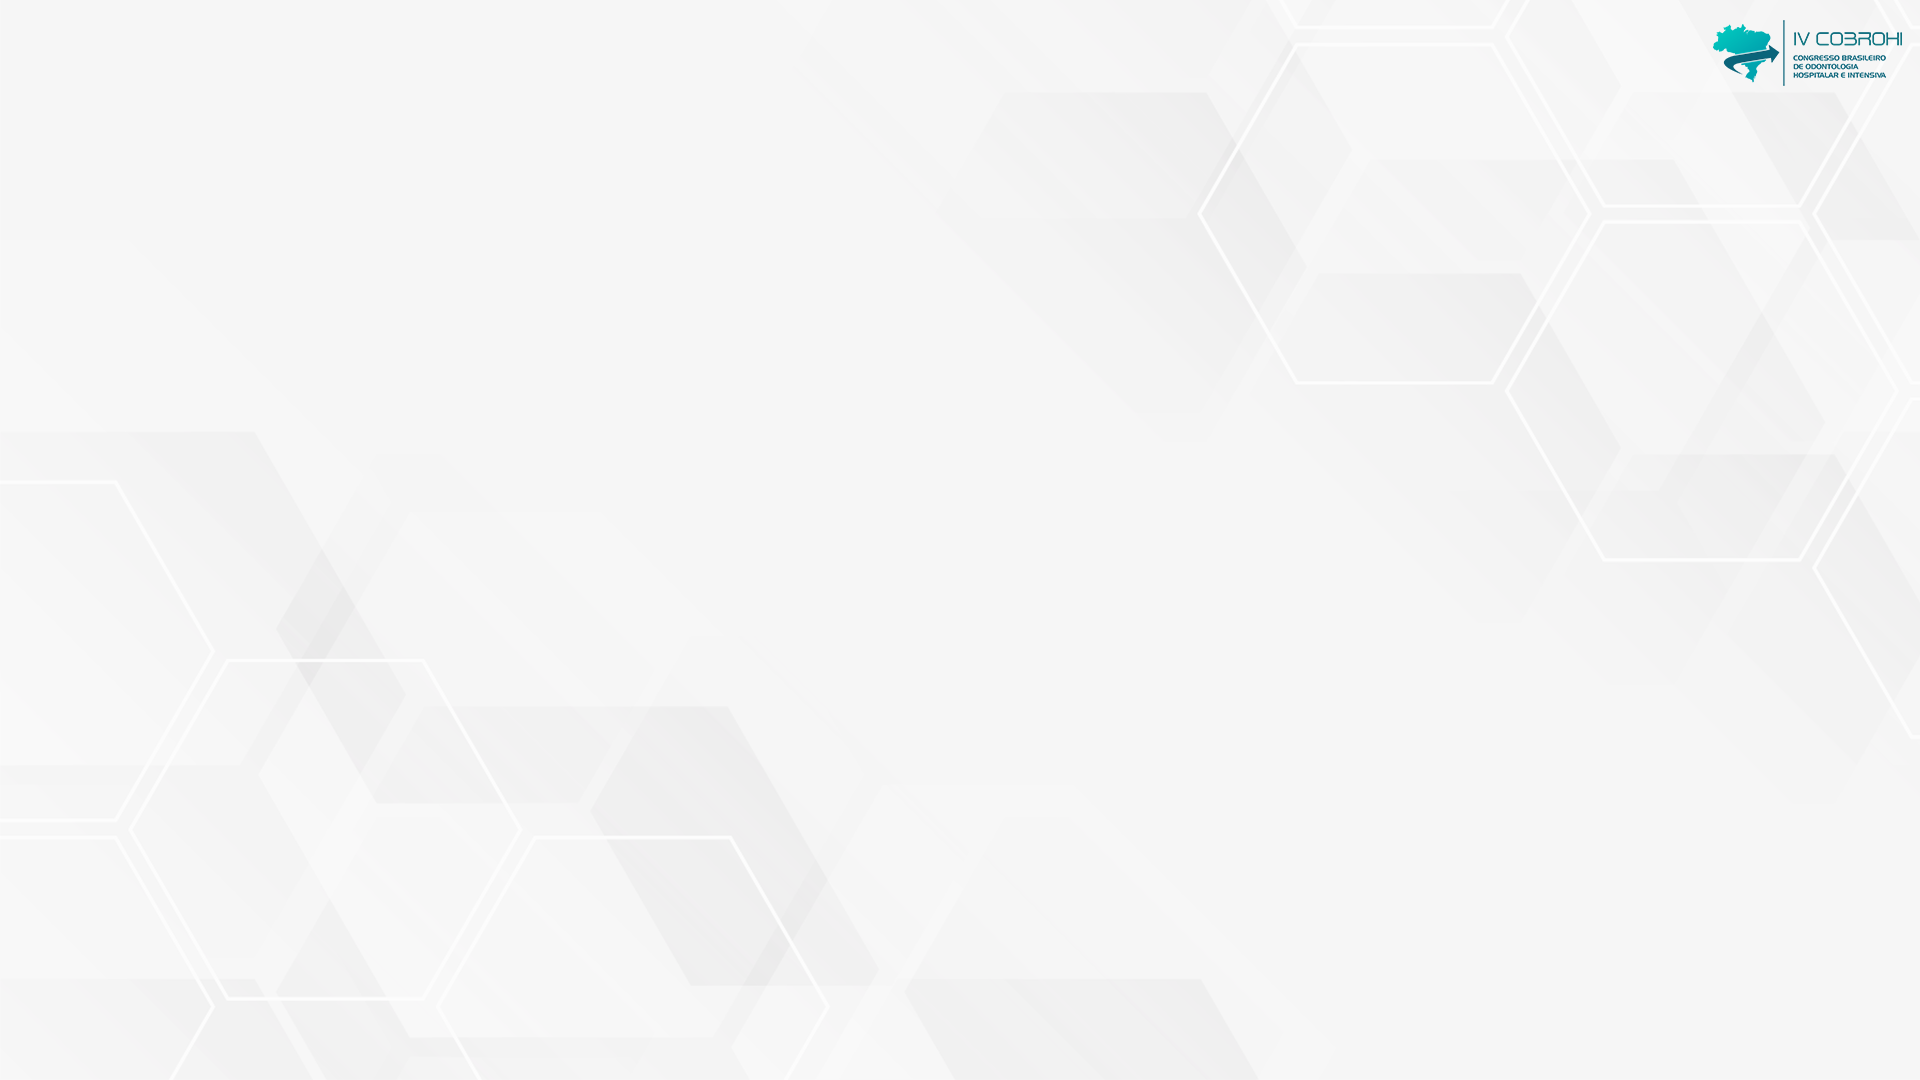 IV COBROHI
CONGRESSO BRASILEIRO
DE ODONTOLOGIA
HOSPITALAR E INTENSIVA